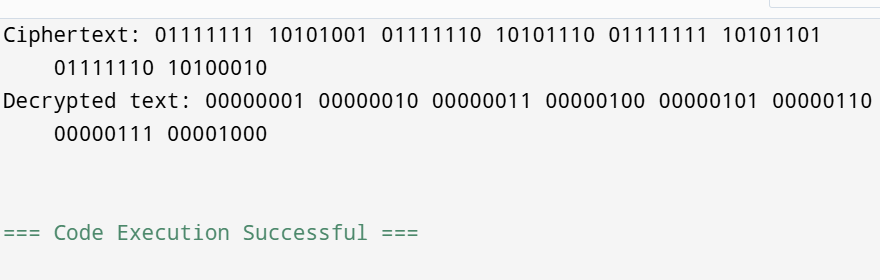 Ciphertext: 01111111 10101001 01111110 10101110 01111111 10101101
01111110 10100010
Decrypted text: 00000001 00000010 00000011 00000100 00000101 00000110
00000111 00001000
=== Code Execution Successful ===